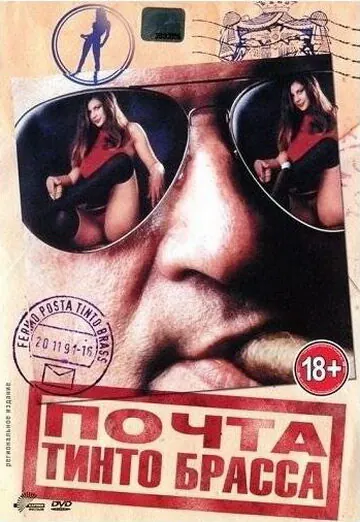 FERMO POSTA TINTO BRASS
20 11 91-16
18+
ПОЧТА
ТИНТО БРАССА
региональное издание
DVD